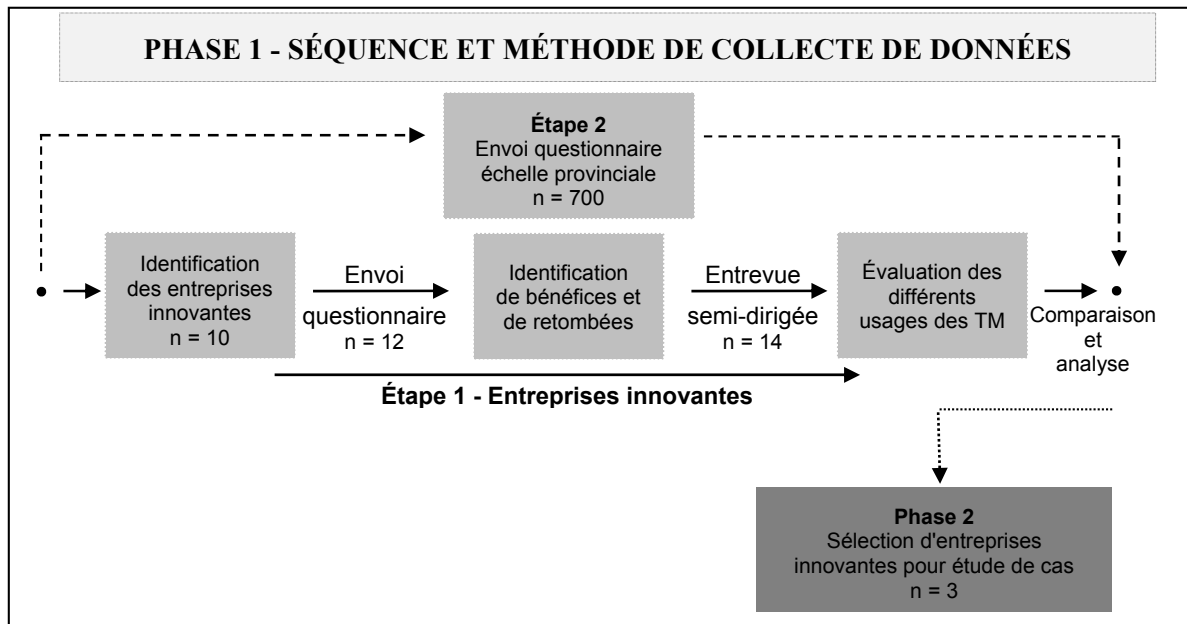 PHASE 1 - SÉQUENCE ET MÉTHODE DE COLLECTE DE DONNÉES
Étape 2
Envoi questionnaire
échelle provinciale
n = 700
Identification
des entreprises
innovantes
n = 10
Envoi
questionnaire
n = 12
Identification
de bénéfices et
de retombées
Entrevue
semi-dirigée
n = 14
Évaluation des
différents
usages des TM
Comparaison
et
analyse
Étape 1 - Entreprises innovantes
Phase 2
Sélection d'entreprises
innovantes pour étude de cas
n = 3